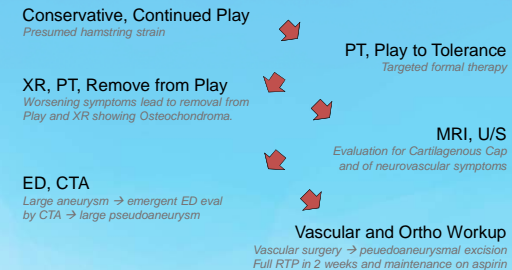 Conservative, Continued Play
Presumed hamstring strain
PT, Play to Tolerance
Targeted formal therapy
XR, PT, Remove from Play
Worsening symptoms lead to removal from
Play and XR showing Osteochondroma.
MRI, U/S
Evaluation for Cartilagenous Cap
and of neurovascular symptoms
ED, CTA
Large aneurysm → emergent ED eval
by CTA → large pseudoaneurysm
Vascular and Ortho Workup
Vascular surgery → peuedoaneurysmal excision
Full RTP in 2 weeks and maintenance on aspirin